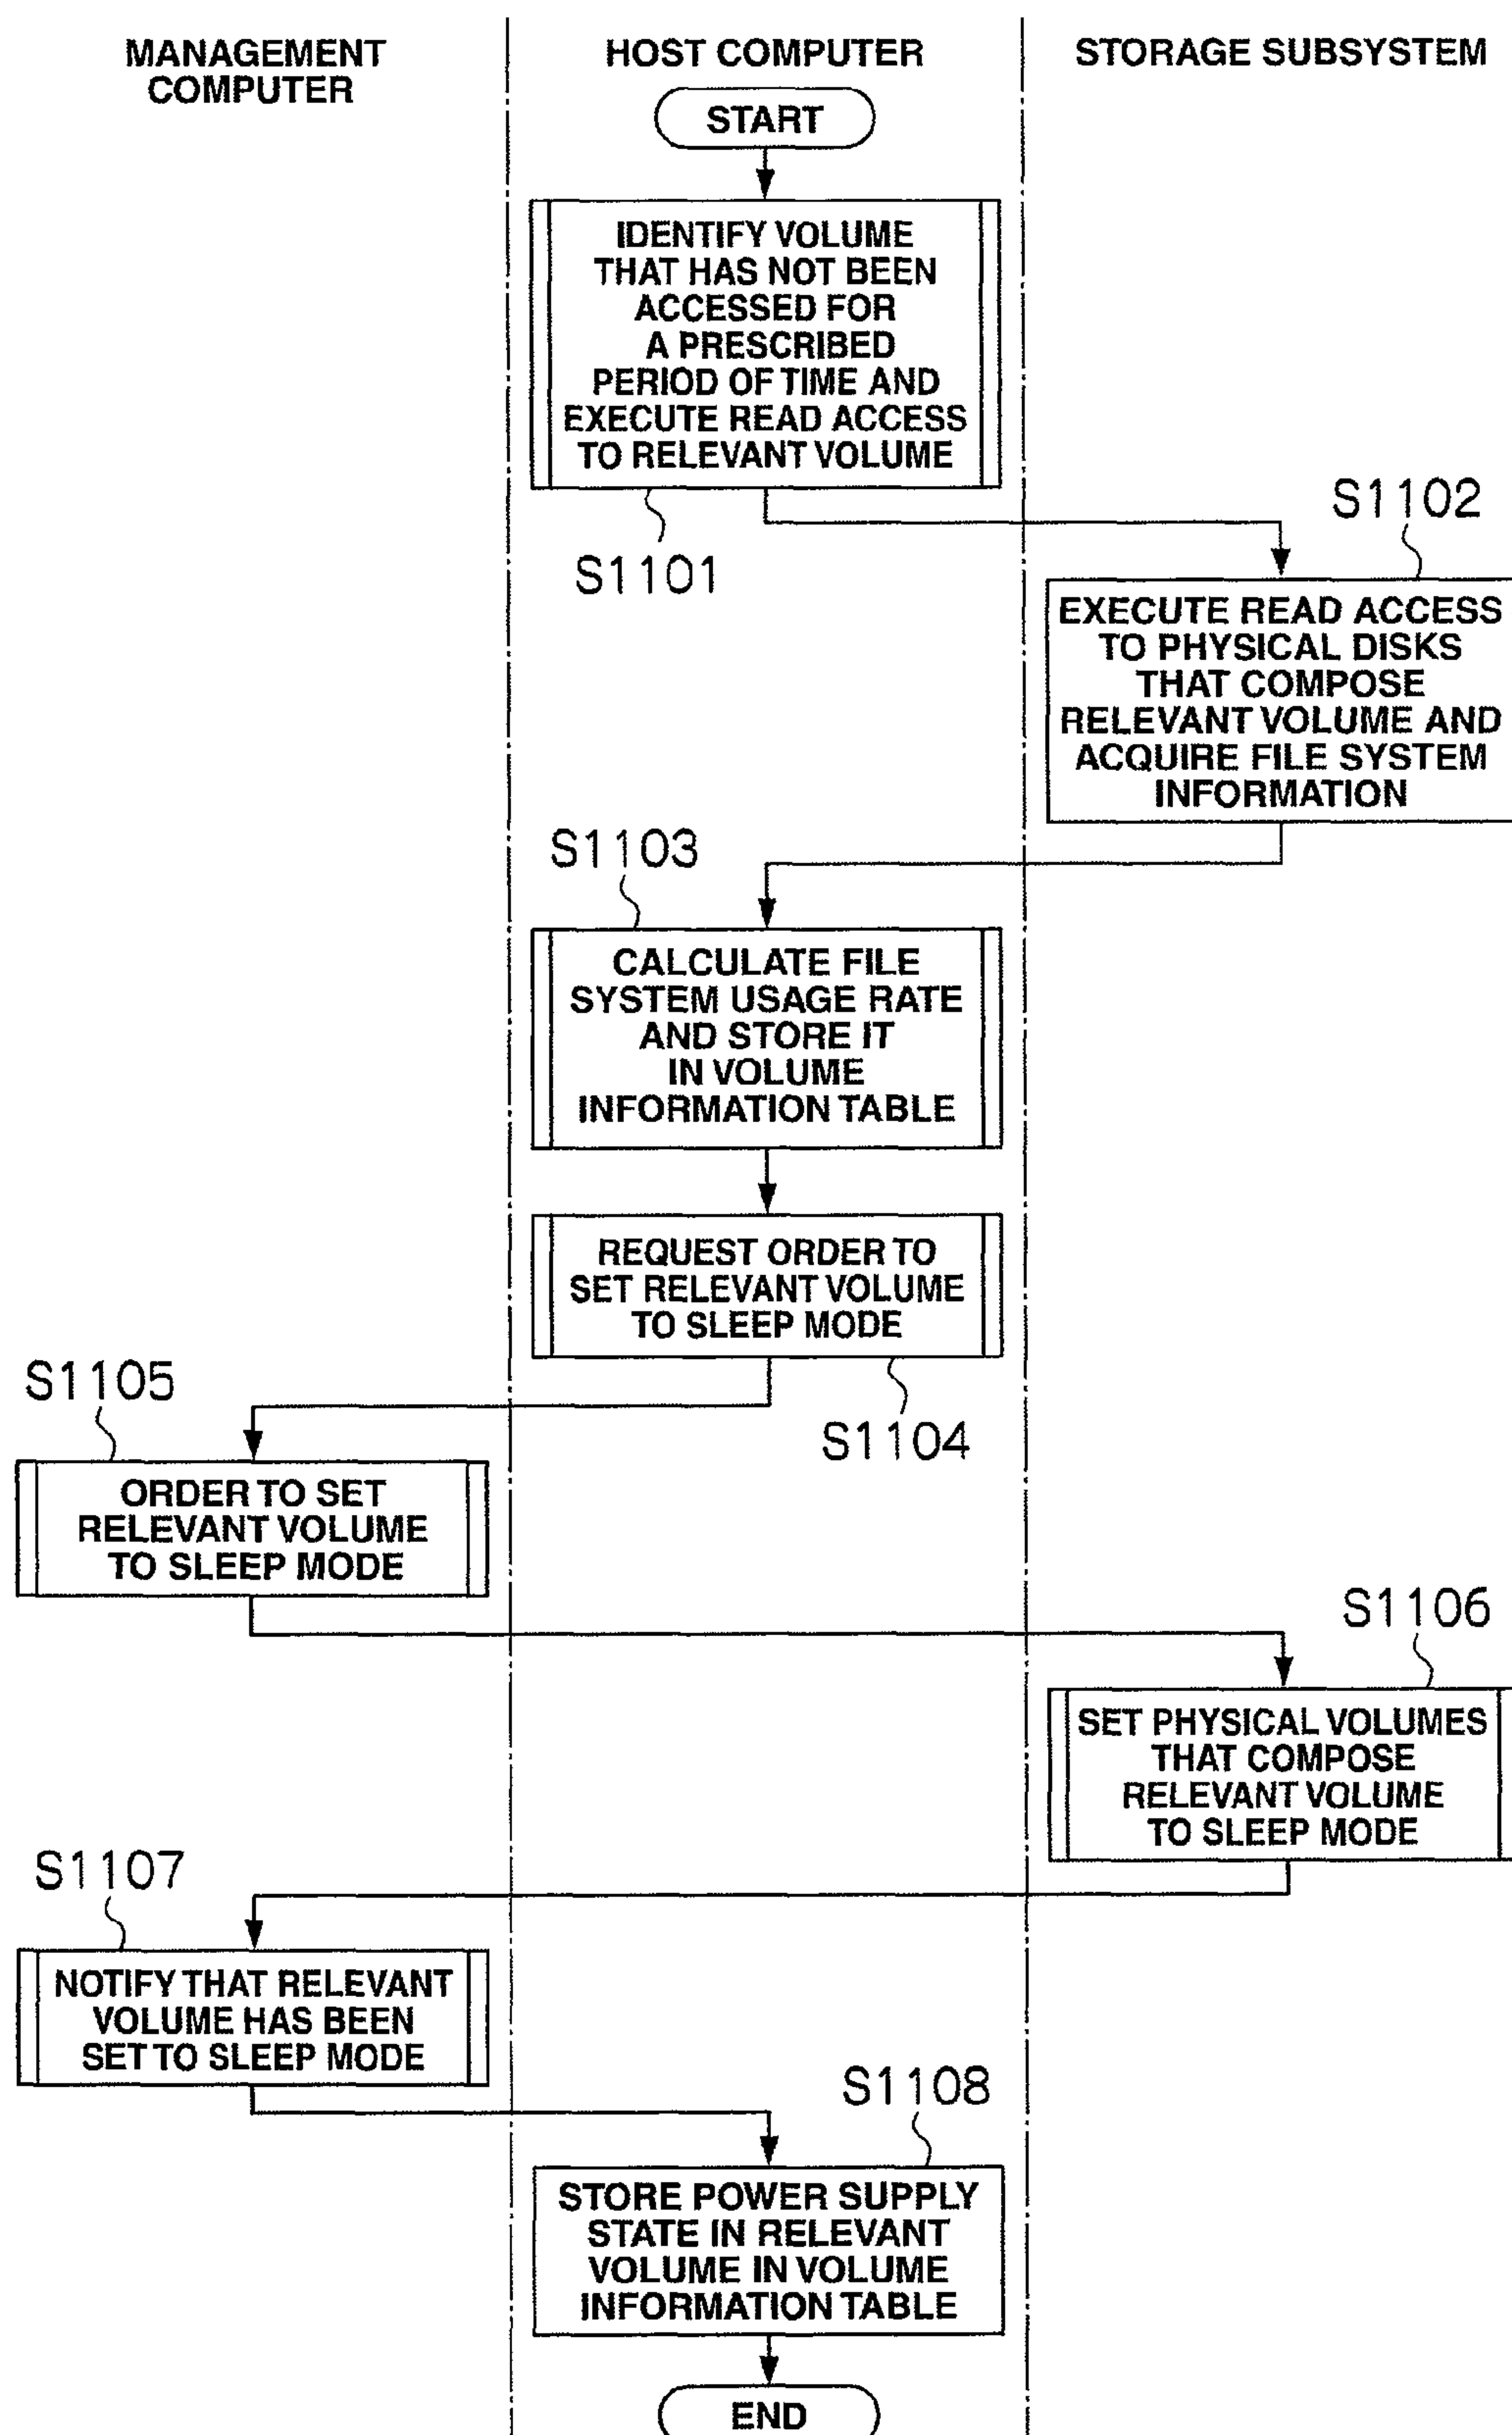 MANAGEMENT
COMPUTER
HOST COMPUTER
STORAGE SUBSYSTEM
START
IDENTIFY VOLUME
THAT HAS NOT BEEN
ACCESSED FOR
A PRESCRIBED
PERIOD OF TIME AND
EXECUTE READ ACCESS
TO RELEVANT VOLUME
S1101
S1102
EXECUTE READ ACCESS
TO PHYSICAL DISKS
THAT COMPOSE
RELEVANT VOLUME AND
ACQUIRE FILE SYSTEM
INFORMATION
S1103
CALCULATE FILE
SYSTEM USAGE RATE
AND STORE IT
IN VOLUME
INFORMATION TABLE
REQUEST ORDER TO
SET RELEVANT VOLUME
TO SLEEP MODE
S1104
S1105
ORDER TO SET
RELEVANT VOLUME
TO SLEEP MODE
S1106
SET PHYSICAL VOLUMES
THAT COMPOSE
RELEVANT VOLUME
TO SLEEP MODE
S1107
NOTIFY THAT RELEVANT
VOLUME HAS BEEN
SET TO SLEEP MODE
S1108
STORE POWER SUPPLY
STATE IN RELEVANT
VOLUME IN VOLUME
INFORMATION TABLE
END